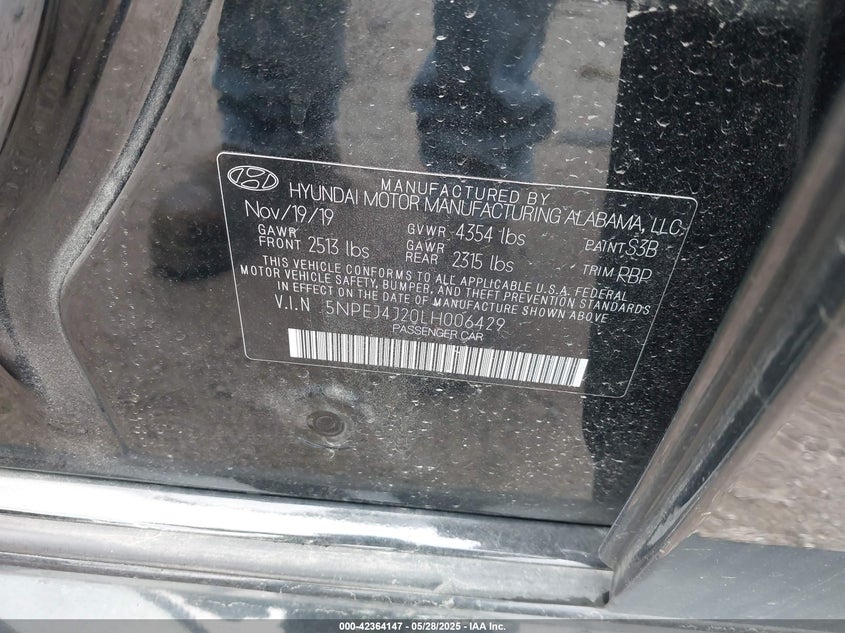 MANUFACTURED BY
HYUNDAI MOTOR MANUFACTURING ALABAMA, LLC
Nov/19/19 GVWR 4354 lbs PAINT S3B
GAWR FRONT 2513 lbs GAWR REAR 2315 lbs TRIM RBP
THIS VEHICLE CONFORMS TO ALL APPLICABLE U.S.A. FEDERAL
MOTOR VEHICLE SAFETY, BUMPER, AND THEFT PREVENTION STANDARDS
IN EFFECT ON THE DATE OF MANUFACTURE SHOWN ABOVE
V.I.N 5NPEJ4J20LH006429
PASSENGER CAR
000-42364147 - 05/28/2025 - IAA Inc.